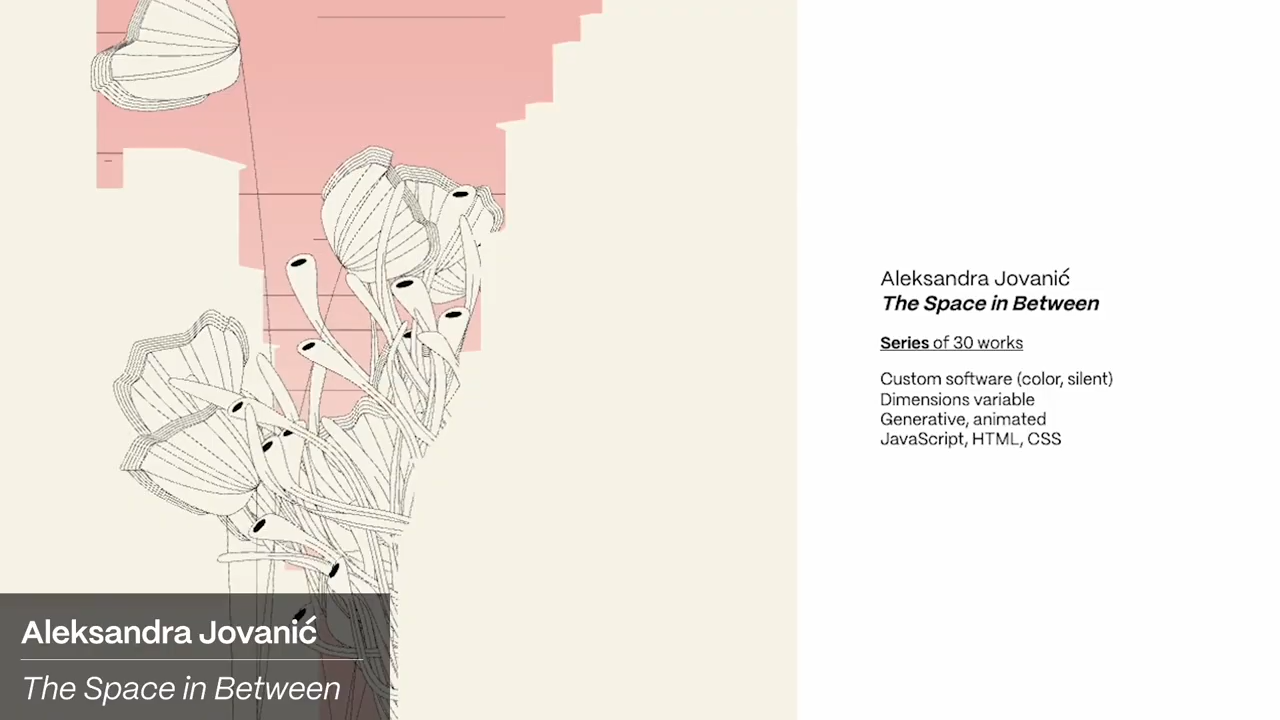 Aleksandra Jovanić
The Space in Between
Series of 30 works
Custom software (color, silent)
Dimensions variable
Generative, animated
JavaScript, HTML, CSS
Aleksandra Jovanić
The Space in Between